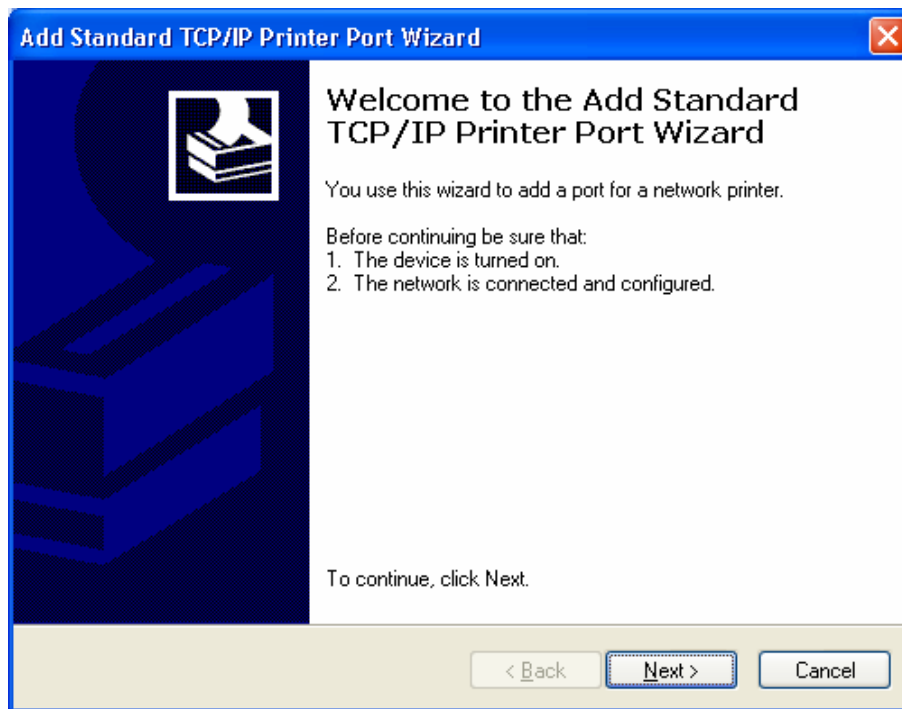 Add Standard TCP/IP Printer Port Wizard
Welcome to the Add Standard
TCP/IP Printer Port Wizard
You use this wizard to add a port for a network printer.
Before continuing be sure that:
1. The device is turned on.
2. The network is connected and configured.
To continue, click Next.
< Back
Next >
Cancel